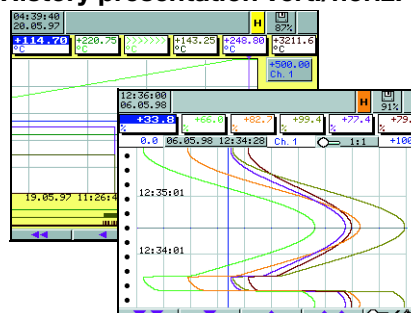 History presentation vert./horiz.
04:39:40
20.05.97
H
87%
+114.70 +220.75 >>>>>>> +143.25 +248.80 +3211.6
°C °C °C °C °C
+500.00
Ch. 1
19.05.97 11:26:4
12:36:00
06.05.98
H
91%
+33.8 +66.0 +82.7 +99.4 +77.4 +79.
% % % % %
0.0 06.05.98 12:34:28 Ch. 1 1:1 +100
12:35:01
12:34:01